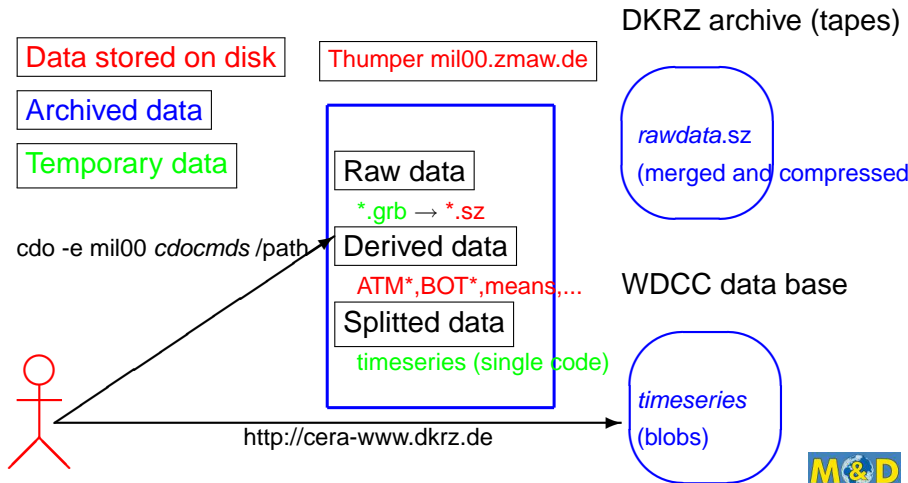 DKRZ archive (tapes)
Data stored on disk
Thumper mil00.zmaw.de
Archived data
Temporary data
rawdata.sz
(merged and compressed
Raw data
*.grb → *.sz
cdo -e mil00 cdocmds /path
Derived data
ATM*,BOT*,means,...
WDCC data base
Splitted data
timeseries (single code)
timeseries
(blobs)
http://cera-www.dkrz.de
M&D